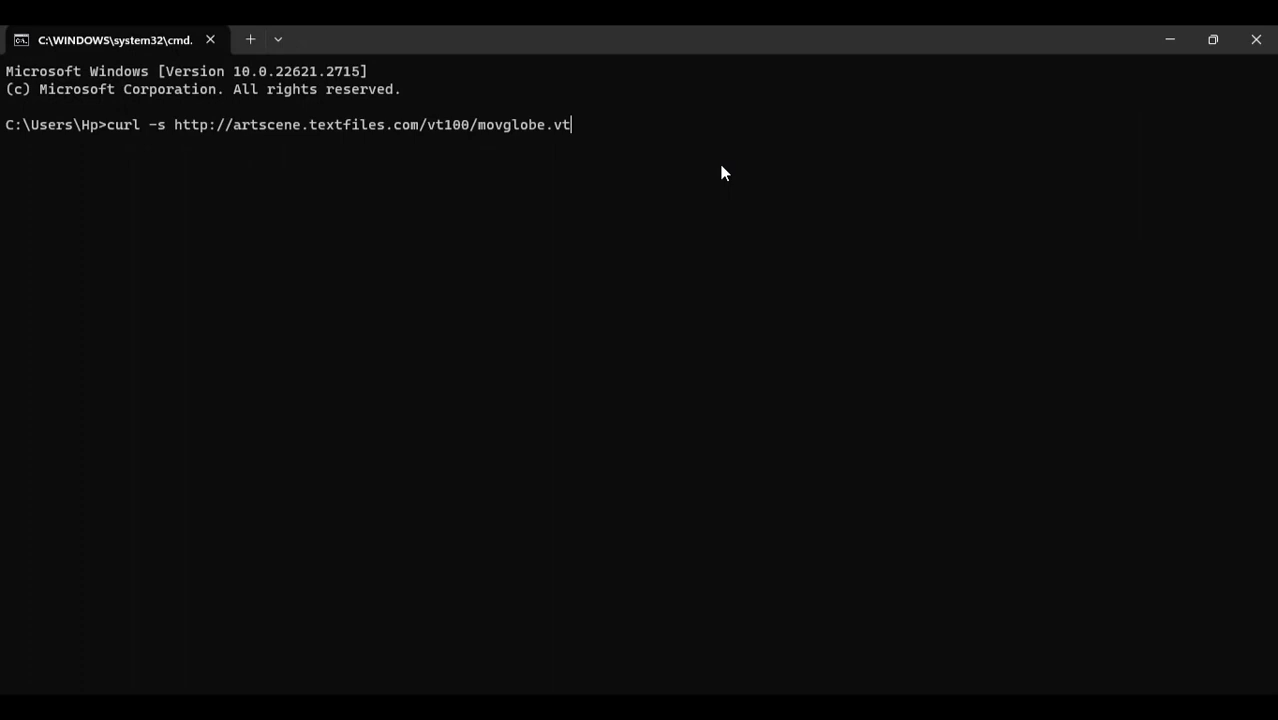 C:\WINDOWS\system32\cmd.
Microsoft Windows [Version 10.0.22621.2715]
(c) Microsoft Corporation. All rights reserved.
C:\Users\Hp>curl -s http://artscene.textfiles.com/vt100/movglobe.vt